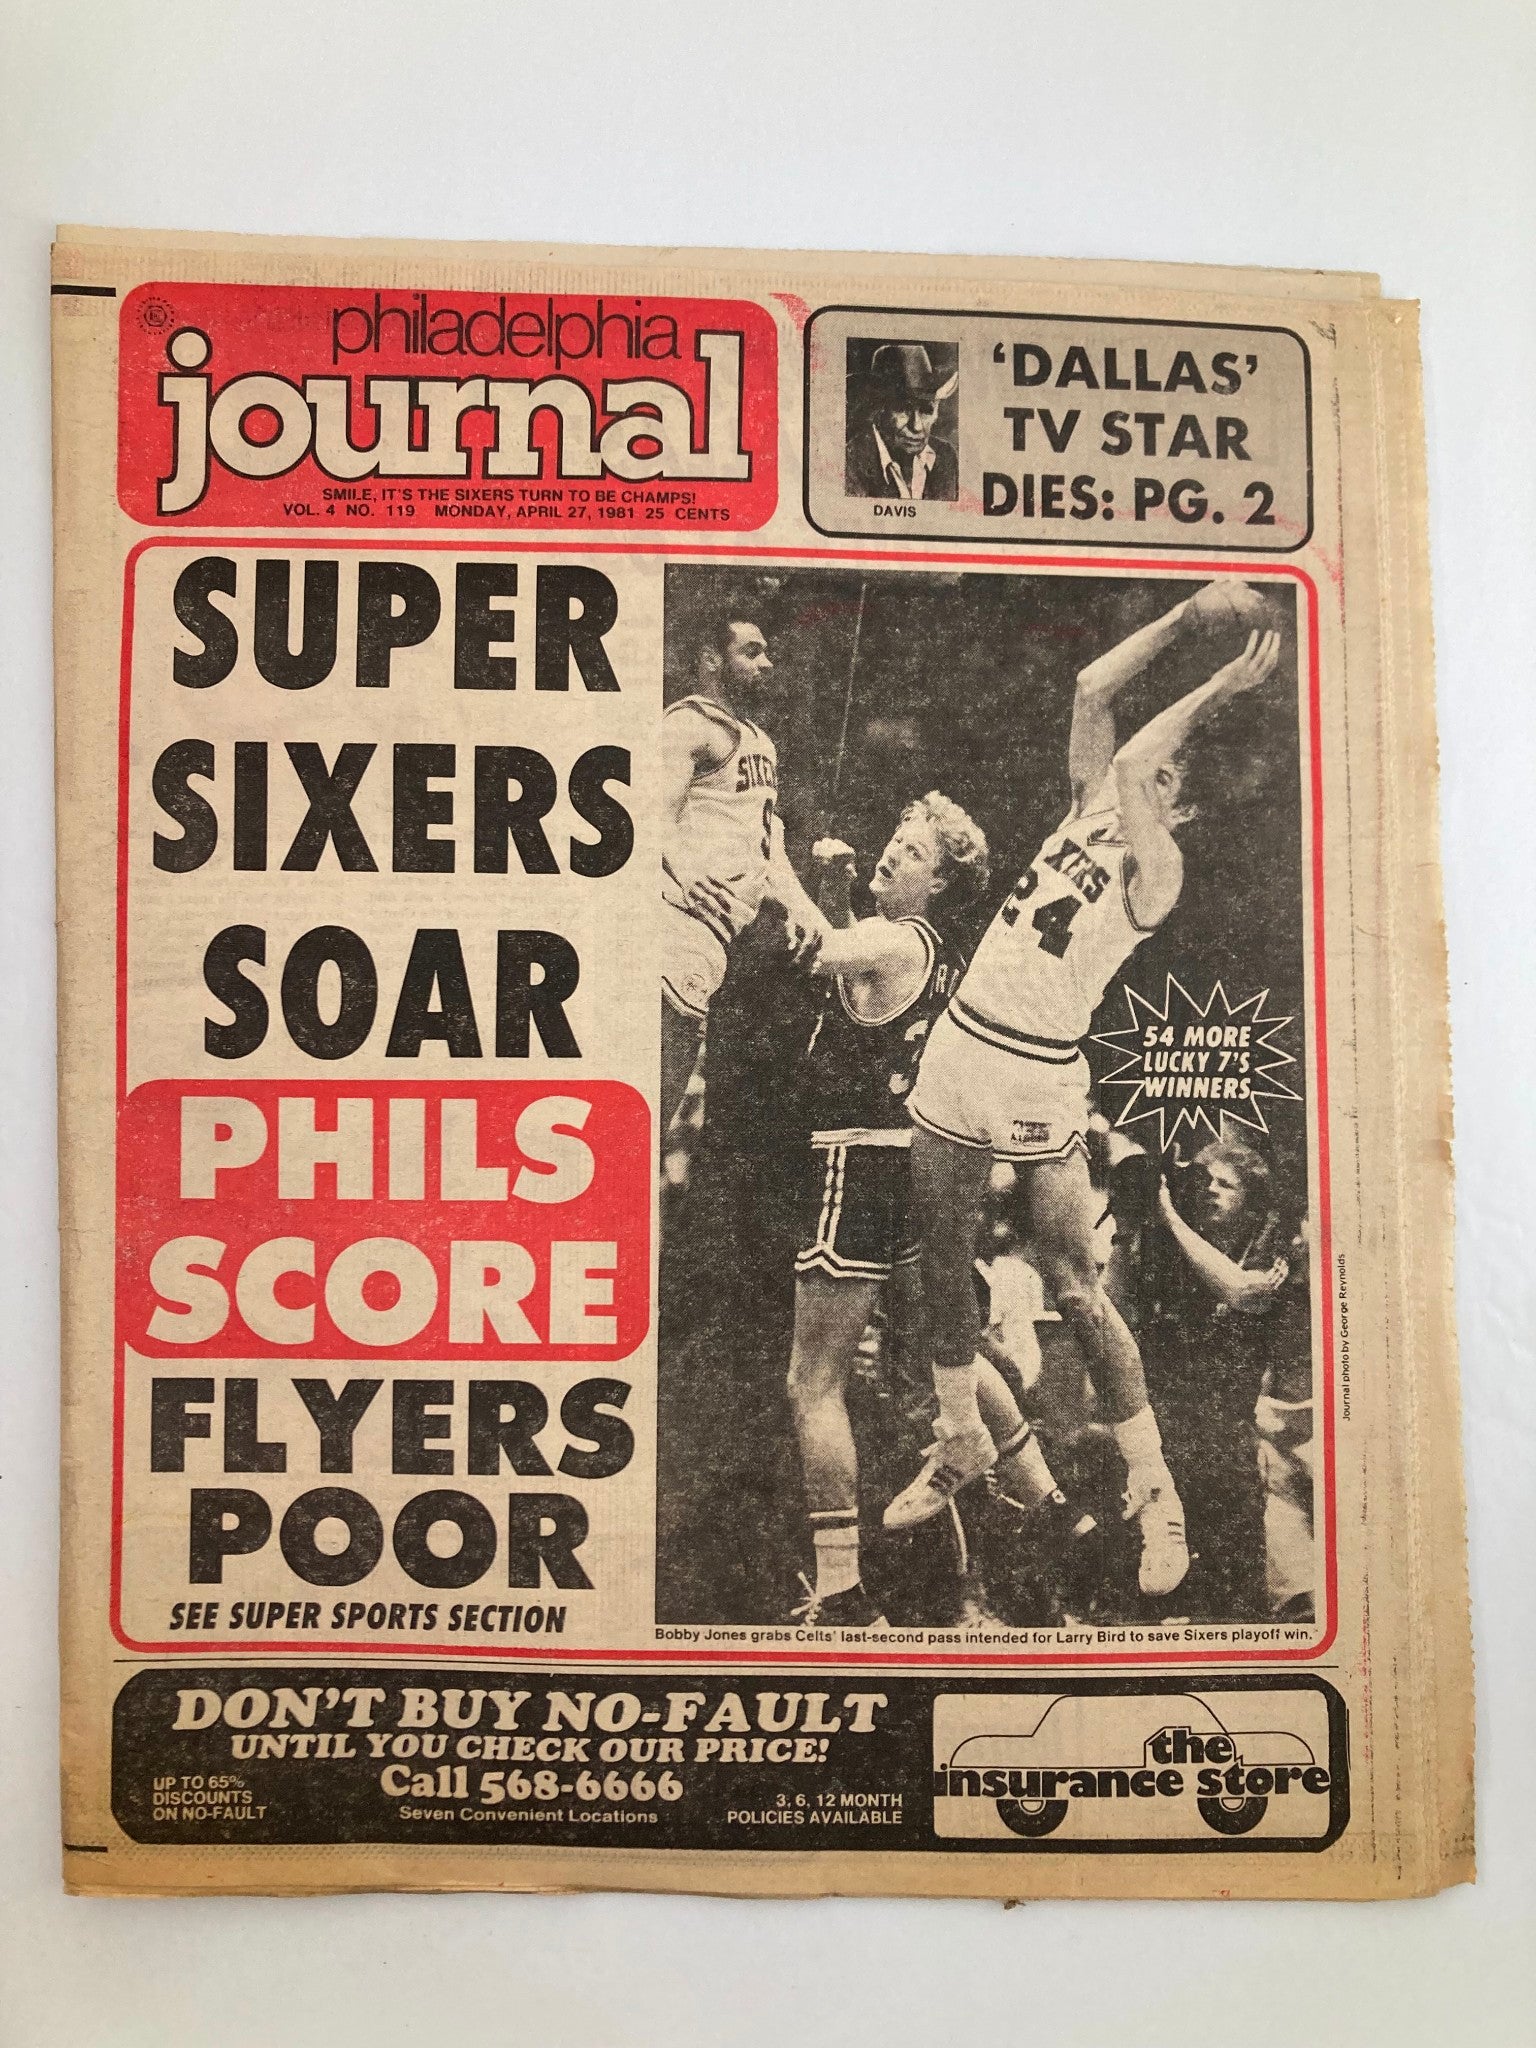 philadelphia
journal
SMILE, IT'S THE SIXERS TURN TO BE CHAMPS!
VOL. 4 NO. 119 MONDAY, APRIL 27, 1981 25 CENTS
DAVIS
'DALLAS'
TV STAR
DIES: PG. 2
SUPER
SIXERS
SOAR
PHILS
SCORE
FLYERS
POOR
SEE SUPER SPORTS SECTION
SIXE
XERS
24
54 MORE
LUCKY 7'S
WINNERS
Journal photo by George Reynolds
Bobby Jones grabs Celts' last-second pass intended for Larry Bird to save Sixers playoff win.
DON'T BUY NO-FAULT
UNTIL YOU CHECK OUR PRICE!
UP TO 65%
DISCOUNTS
ON NO-FAULT
Call 568-6666
Seven Convenient Locations
3, 6, 12 MONTH
POLICIES AVAILABLE
the
insurance store